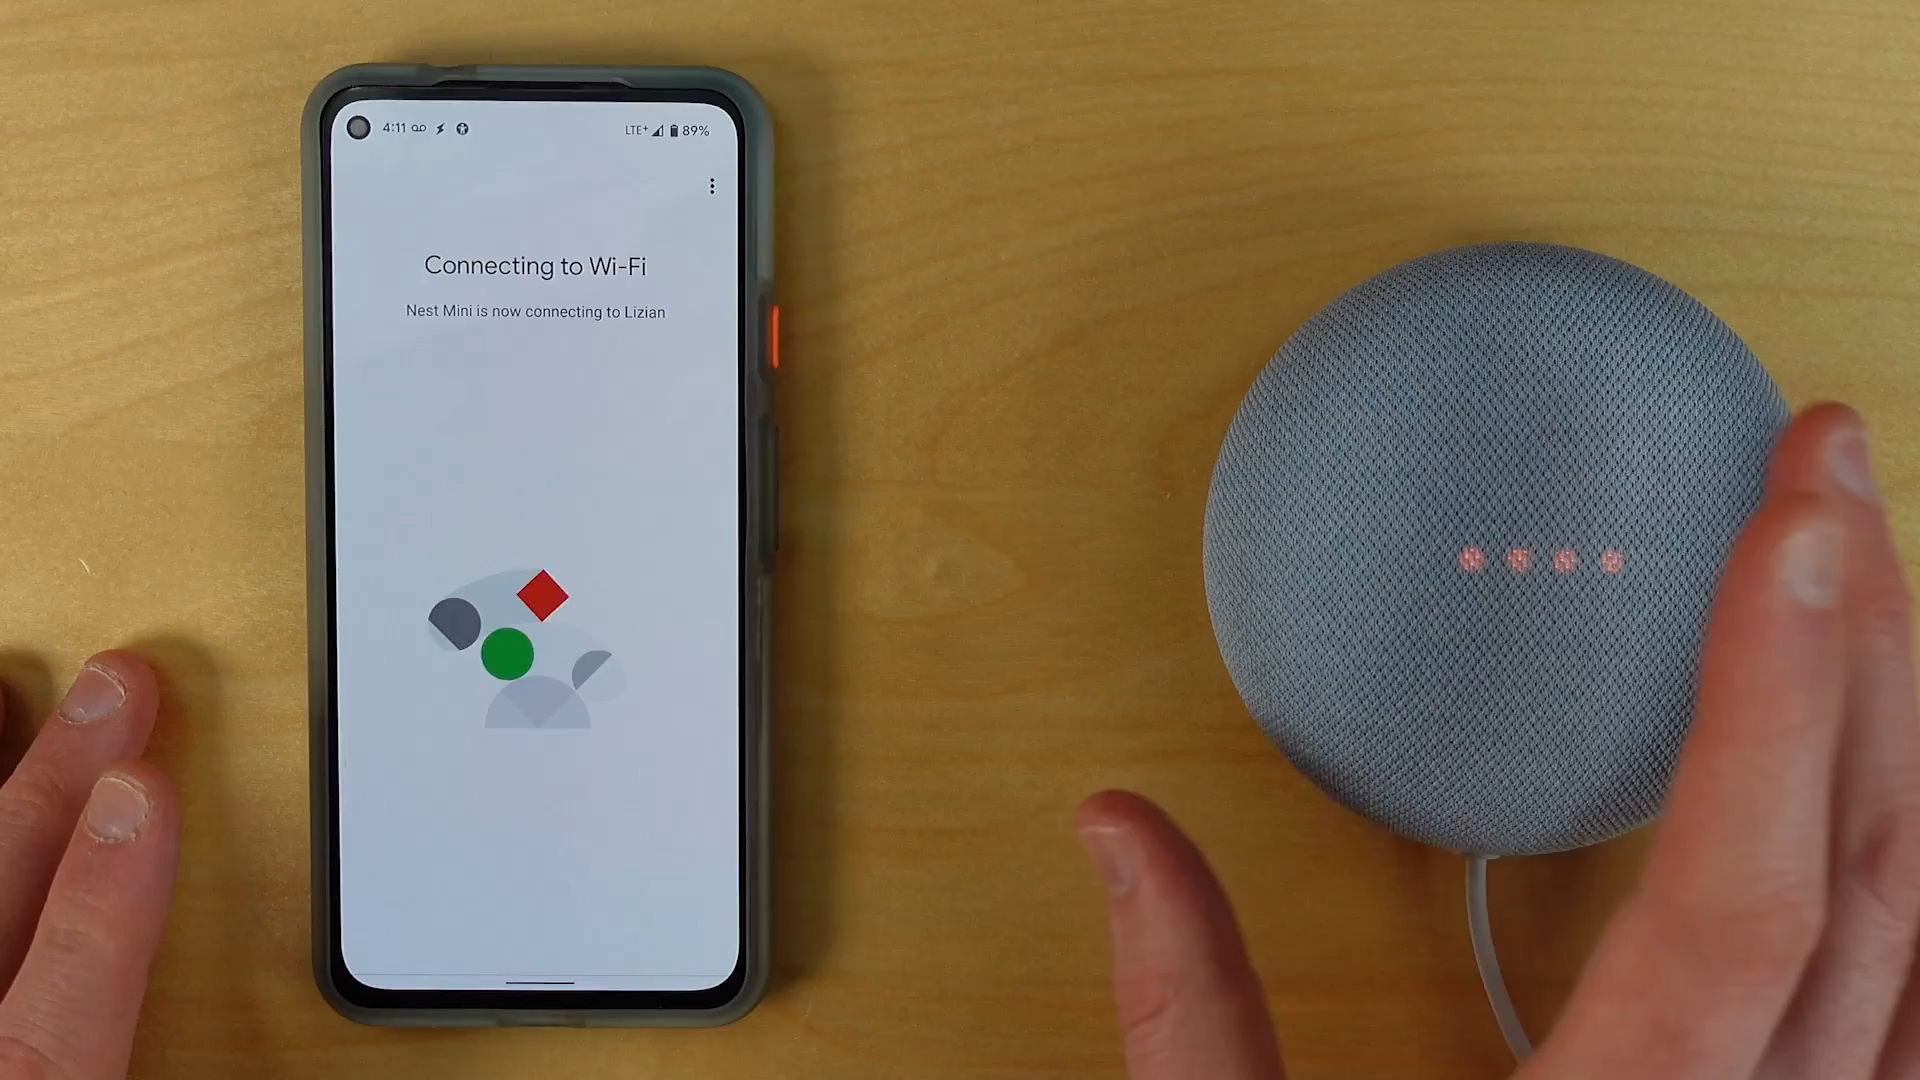 4:11
LTE+ 89%
Connecting to Wi-Fi
Nest Mini is now connecting to Lizian